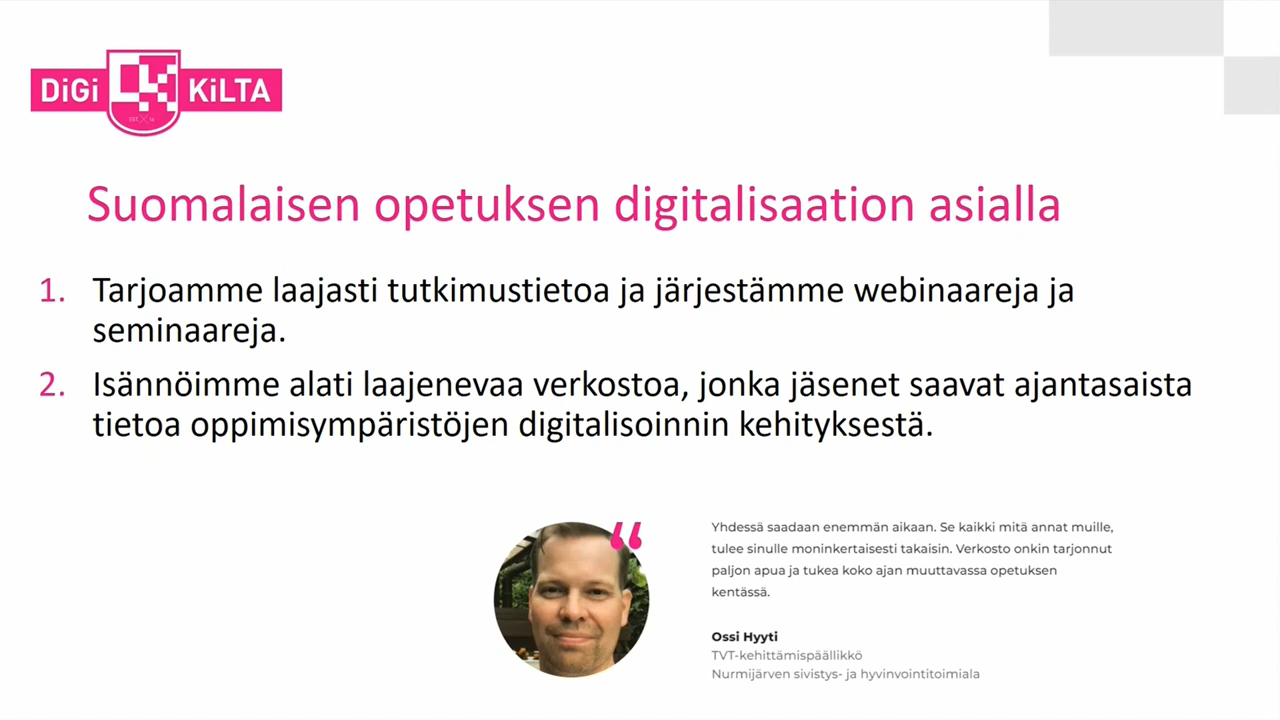 DiGi KiLTA
EST. 16
Suomalaisen opetuksen digitalisaation asialla
1. Tarjoamme laajasti tutkimustietoa ja järjestämme webinaareja ja
seminaareja.
2. Isännöimme alati laajenevaa verkostoa, jonka jäsenet saavat ajantasaista
tietoa oppimisympäristöjen digitalisoinnin kehityksestä.
“
Yhdessä saadaan enemmän aikaan. Se kaikki mitä annat muille,
tulee sinulle moninkertaisesti takaisin. Verkosto onkin tarjonnut
paljon apua ja tukea koko ajan muuttavassa opetuksen
kentässä.
Ossi Hyyti
TVT-kehittämispäällikkö
Nurmijärven sivistys- ja hyvinvointitoimiala